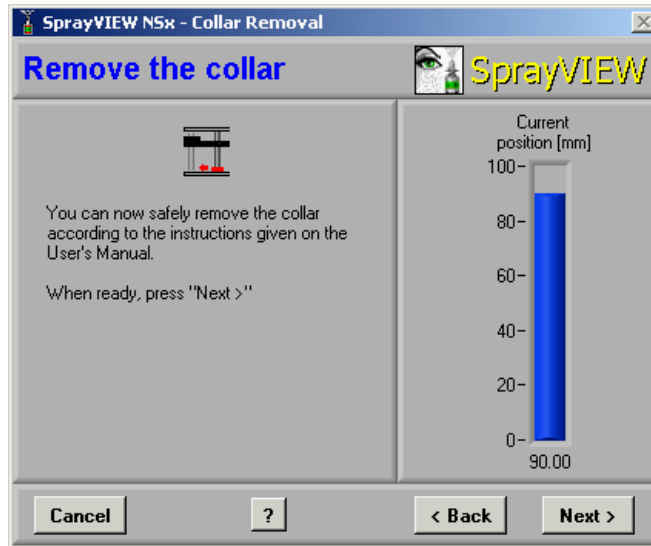 SprayVIEW NSx - Collar Removal
Remove the collar
SprayVIEW
You can now safely remove the collar
according to the instructions given on the
User's Manual.
When ready, press "Next >"
Current
position [mm]
100-
80-
60-
40-
20-
0-
90.00
Cancel
?
< Back
Next >